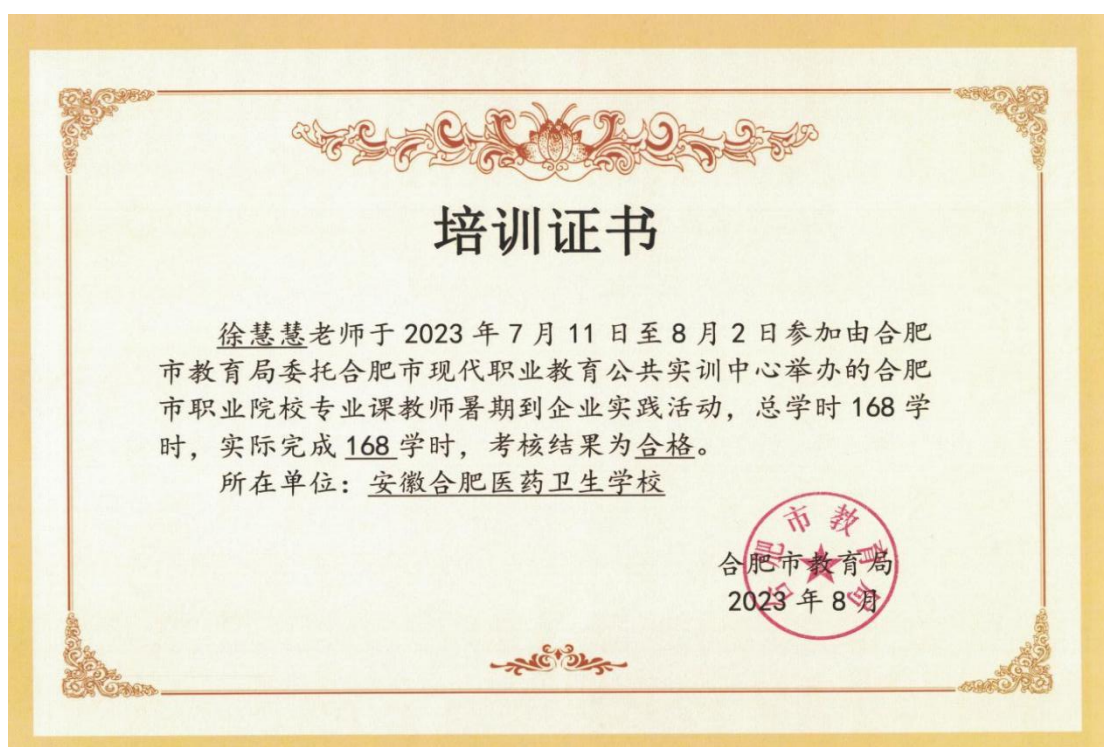 培训证书
徐慧慧老师于 2023 年 7 月 11 日至 8 月 2 日参加由合肥
市教育局委托合肥市现代职业教育公共实训中心举办的合肥
市职业院校专业课教师暑期到企业实践活动，总学时 168 学
时，实际完成 168 学时，考核结果为合格。
所在单位：安徽合肥医药卫生学校
合肥市教育局
合肥市教育局
2023 年 8 月